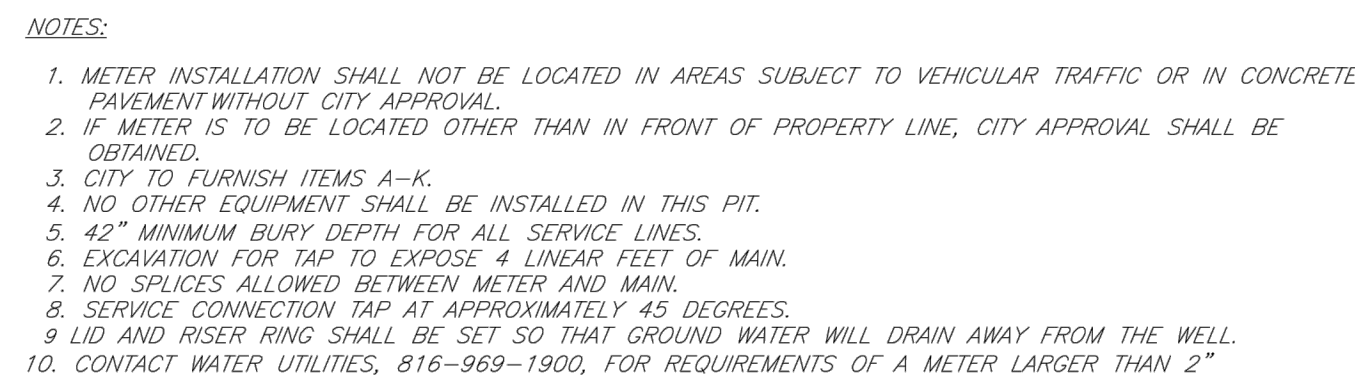 NOTES:
1. METER INSTALLATION SHALL NOT BE LOCATED IN AREAS SUBJECT TO VEHICULAR TRAFFIC OR IN CONCRETE
PAVEMENT WITHOUT CITY APPROVAL.
2. IF METER IS TO BE LOCATED OTHER THAN IN FRONT OF PROPERTY LINE, CITY APPROVAL SHALL BE
OBTAINED.
3. CITY TO FURNISH ITEMS A-K.
4. NO OTHER EQUIPMENT SHALL BE INSTALLED IN THIS PIT.
5. 42" MINIMUM BURY DEPTH FOR ALL SERVICE LINES.
6. EXCAVATION FOR TAP TO EXPOSE 4 LINEAR FEET OF MAIN.
7. NO SPLICES ALLOWED BETWEEN METER AND MAIN.
8. SERVICE CONNECTION TAP AT APPROXIMATELY 45 DEGREES.
9 LID AND RISER RING SHALL BE SET SO THAT GROUND WATER WILL DRAIN AWAY FROM THE WELL.
10. CONTACT WATER UTILITIES, 816-969-1900, FOR REQUIREMENTS OF A METER LARGER THAN 2"